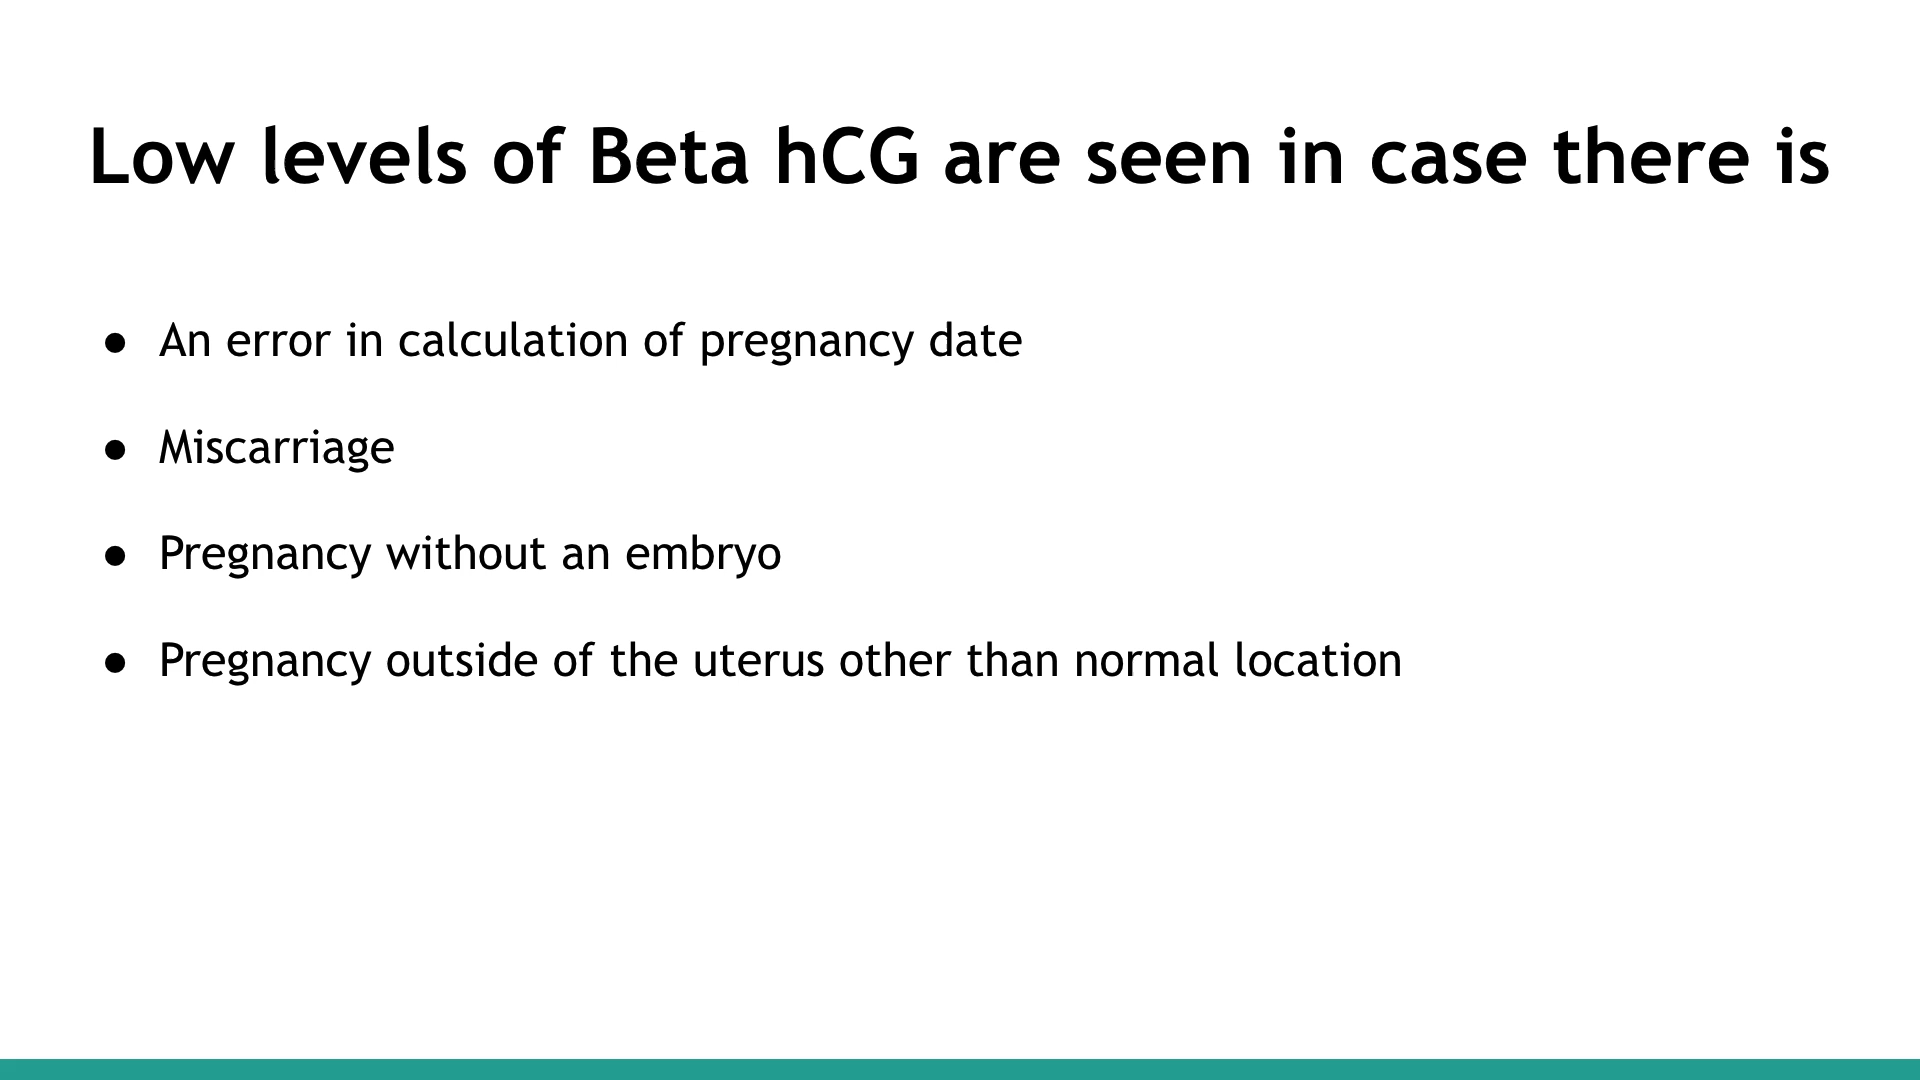 Low levels of Beta hCG are seen in case there is
● An error in calculation of pregnancy date
● Miscarriage
● Pregnancy without an embryo
● Pregnancy outside of the uterus other than normal location